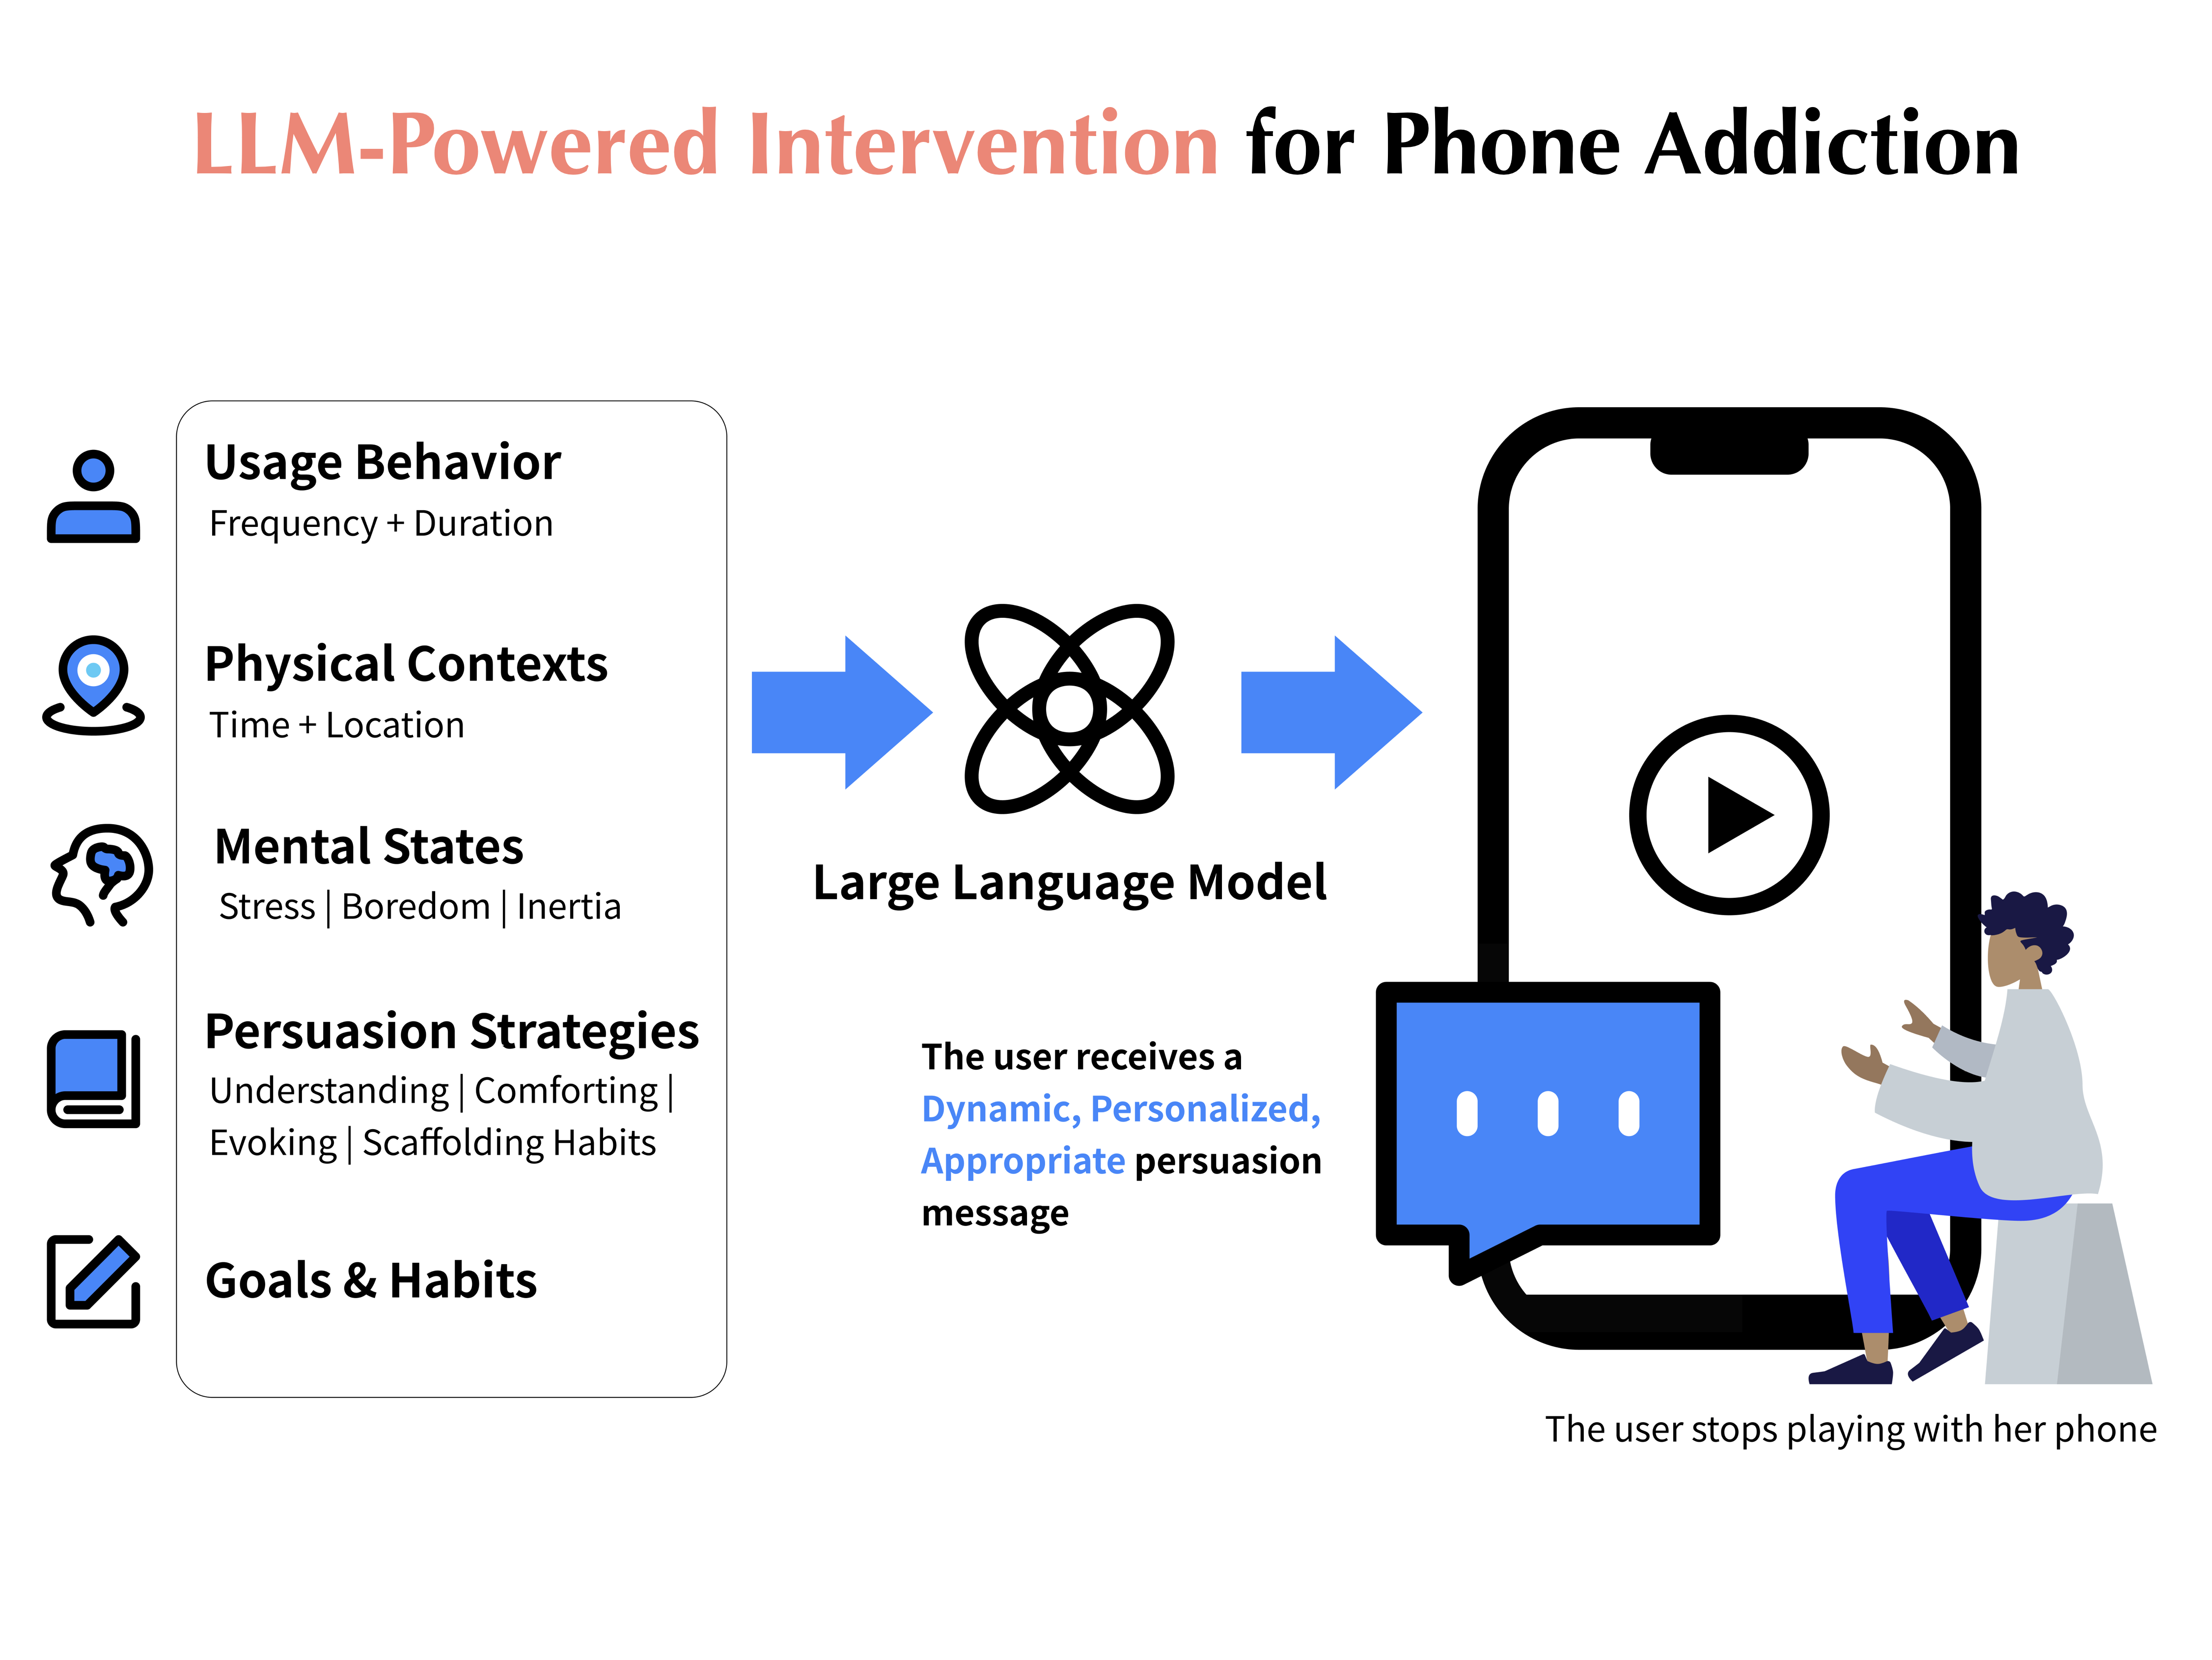 LLM-Powered Intervention for Phone Addiction
Usage Behavior
Frequency + Duration
Physical Contexts
Time + Location
Mental States
Stress | Boredom | Inertia
Persuasion Strategies
Understanding | Comforting |
Evoking | Scaffolding Habits
Goals & Habits
Large Language Model
The user receives a
Dynamic, Personalized,
Appropriate persuasion
message
The user stops playing with her phone